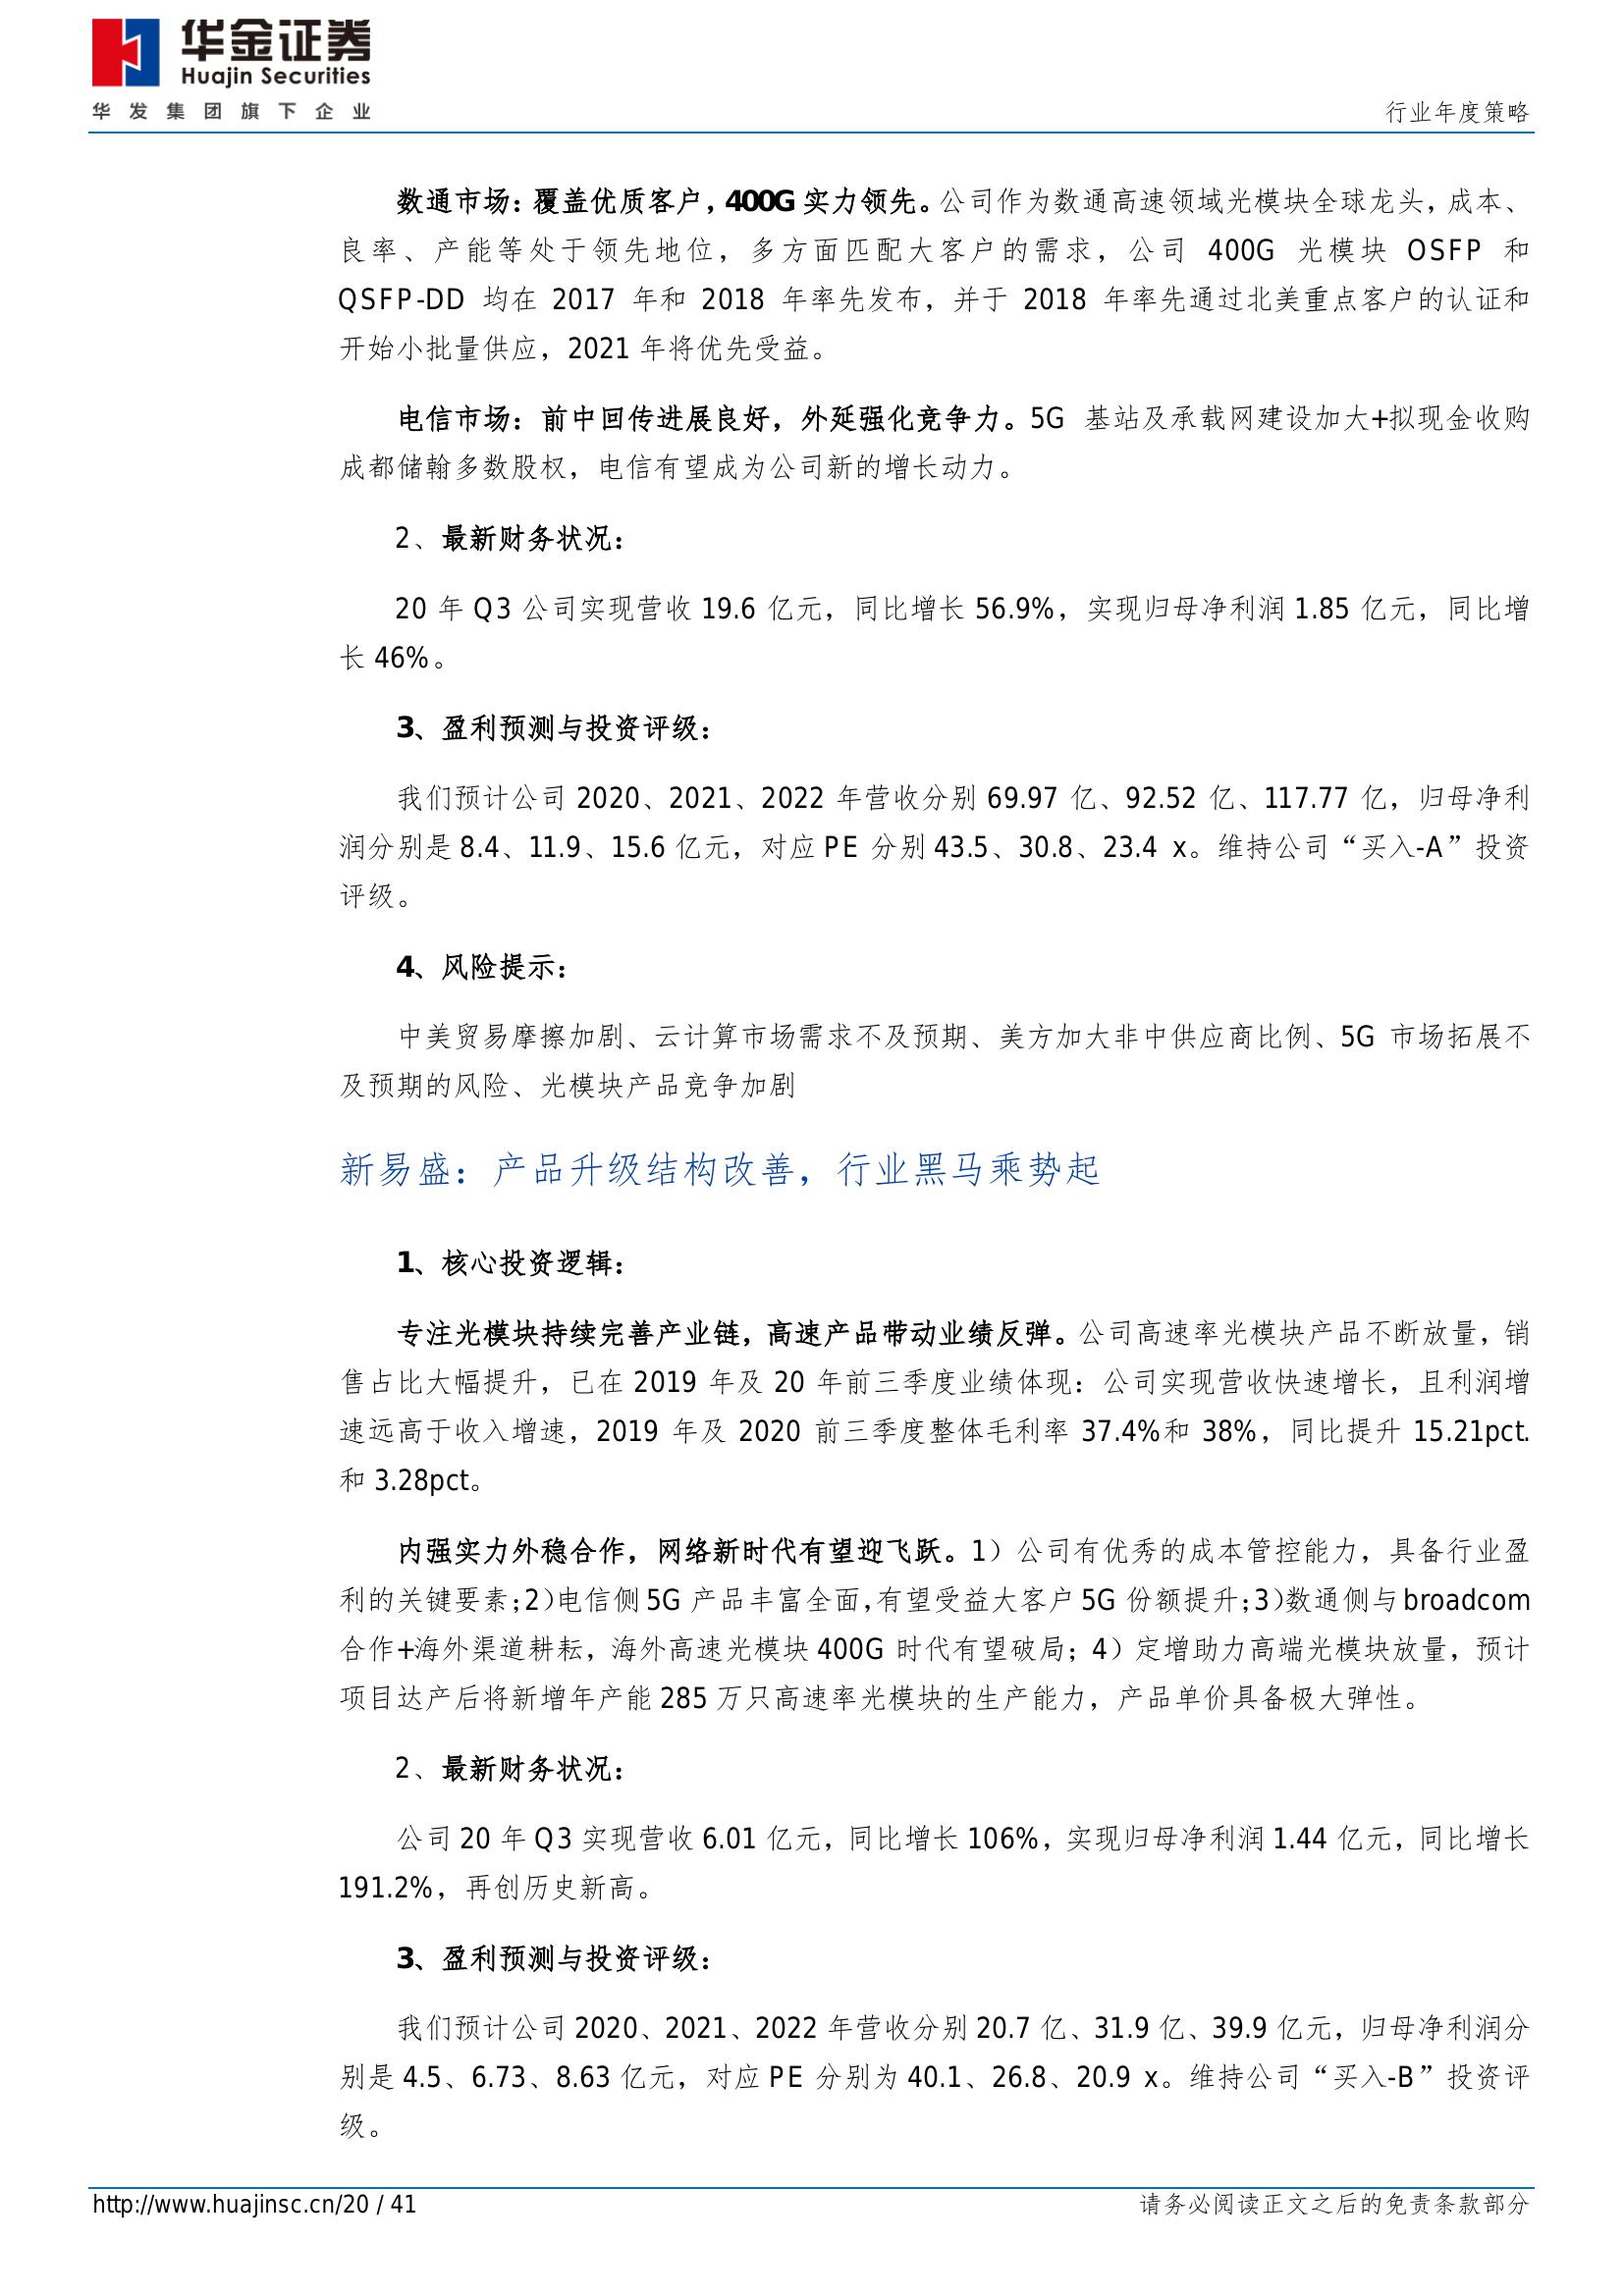 华金证券
Huajin Securities
华发集团旗下企业
行业年度策略
数通市场：覆盖优质客户，400G 实力领先。公司作为数通高速领域光模块全球龙头，成本、
良率、产能等处于领先地位，多方面匹配大客户的需求，公司 400G 光模块 OSFP 和
QSFP-DD 均在 2017 年和 2018 年率先发布，并于 2018 年率先通过北美重点客户的认证和
开始小批量供应，2021 年将优先受益。
电信市场：前中回传进展良好，外延强化竞争力。5G 基站及承载网建设加大+拟现金收购
成都储翰多数股权，电信有望成为公司新的增长动力。
2、最新财务状况：
20 年 Q3 公司实现营收 19.6 亿元，同比增长 56.9%，实现归母净利润 1.85 亿元，同比增
长 46%。
3、盈利预测与投资评级：
我们预计公司 2020、2021、2022 年营收分别 69.97 亿、92.52 亿、117.77 亿，归母净利
润分别是 8.4、11.9、15.6 亿元，对应 PE 分别 43.5、30.8、23.4 x。维持公司“买入-A”投资
评级。
4、风险提示：
中美贸易摩擦加剧、云计算市场需求不及预期、美方加大非中供应商比例、5G 市场拓展不
及预期的风险、光模块产品竞争加剧
新易盛：产品升级结构改善，行业黑马乘势起
1、核心投资逻辑：
专注光模块持续完善产业链，高速产品带动业绩反弹。公司高速率光模块产品不断放量，销
售占比大幅提升，已在 2019 年及 20 年前三季度业绩体现：公司实现营收快速增长，且利润增
速远高于收入增速，2019 年及 2020 前三季度整体毛利率 37.4%和 38%，同比提升 15.21pct.
和 3.28pct。
内强实力外稳合作，网络新时代有望迎飞跃。1）公司有优秀的成本管控能力，具备行业盈
利的关键要素；2）电信侧 5G 产品丰富全面，有望受益大客户 5G 份额提升；3）数通侧与 broadcom
合作+海外渠道耕耘，海外高速光模块 400G 时代有望破局；4）定增助力高端光模块放量，预计
项目达产后将新增年产能 285 万只高速率光模块的生产能力，产品单价具备极大弹性。
2、最新财务状况：
公司 20 年 Q3 实现营收 6.01 亿元，同比增长 106%，实现归母净利润 1.44 亿元，同比增长
191.2%，再创历史新高。
3、盈利预测与投资评级：
我们预计公司 2020、2021、2022 年营收分别 20.7 亿、31.9 亿、39.9 亿元，归母净利润分
别是 4.5、6.73、8.63 亿元，对应 PE 分别为 40.1、26.8、20.9 x。维持公司“买入-B”投资评
级。
http://www.huajinsc.cn/20 / 41
请务必阅读正文之后的免责条款部分